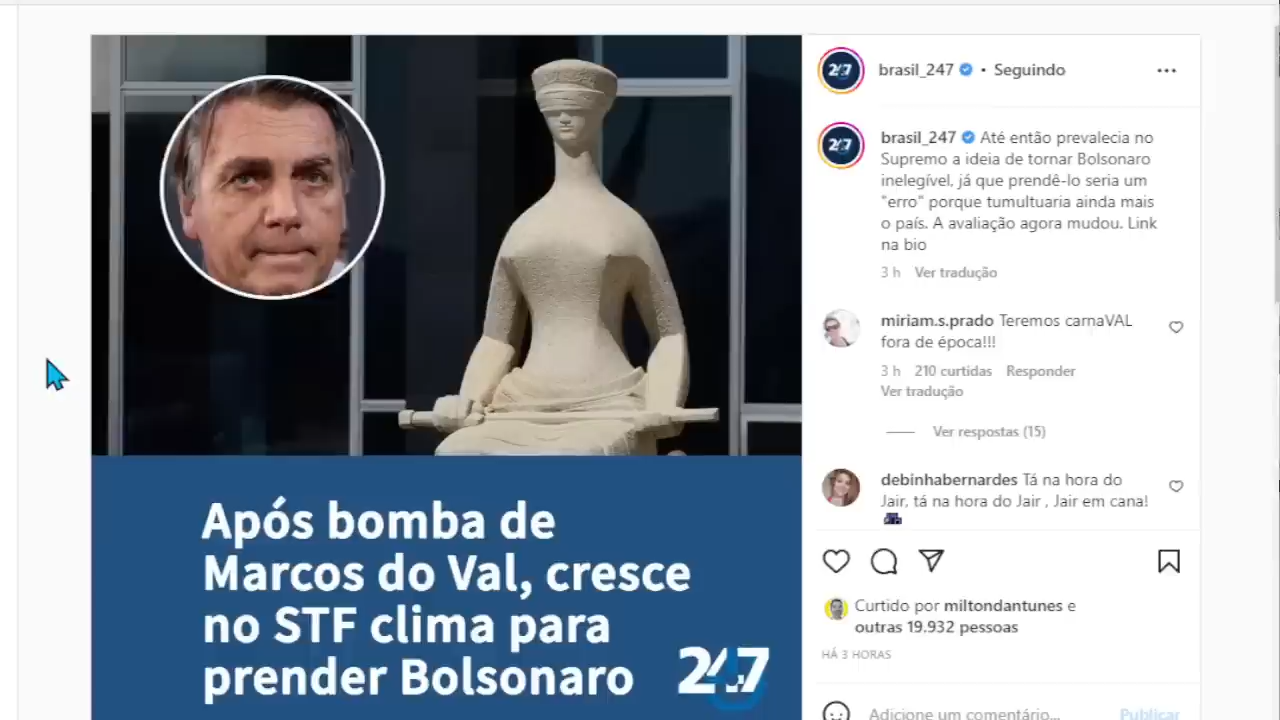 brasil_247 • Seguindo
brasil_247 Até então prevalecia no
Supremo a ideia de tornar Bolsonaro
inelegível, já que prendê-lo seria um
"erro" porque tumultuaria ainda mais
o país. A avaliação agora mudou. Link
na bio
3 h Ver tradução
miriam.s.prado Teremos carnaVAL
fora de época!!!
3 h 210 curtidas Responder
Ver tradução
Ver respostas (15)
debinhabernardes Tá na hora do
Jair, tá na hora do Jair , Jair em cana!
Curtido por miltondantunes e
outras 19.932 pessoas
HÁ 3 HORAS
Adicione um comentário...
Publicar
Após bomba de
Marcos do Val, cresce
no STF clima para
prender Bolsonaro
247